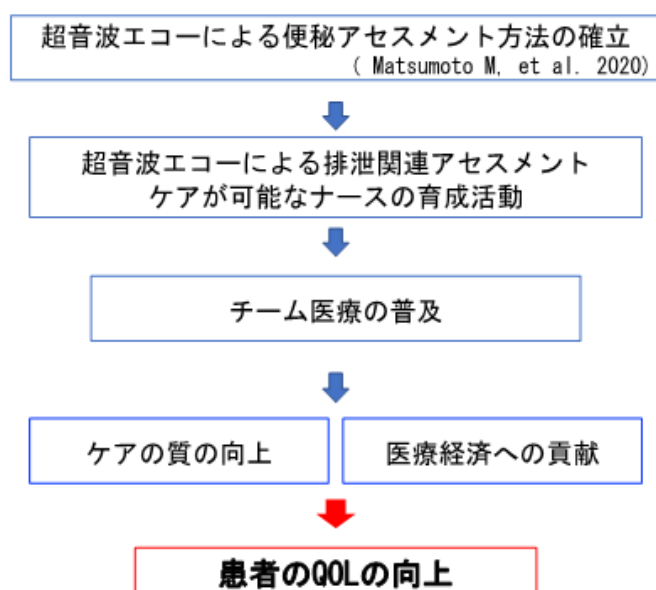 超音波エコーによる便秘アセスメント方法の確立
( Matsumoto M, et al. 2020)
超音波エコーによる排泄関連アセスメント
ケアが可能なナースの育成活動
チーム医療の普及
ケアの質の向上
医療経済への貢献
患者のQOLの向上